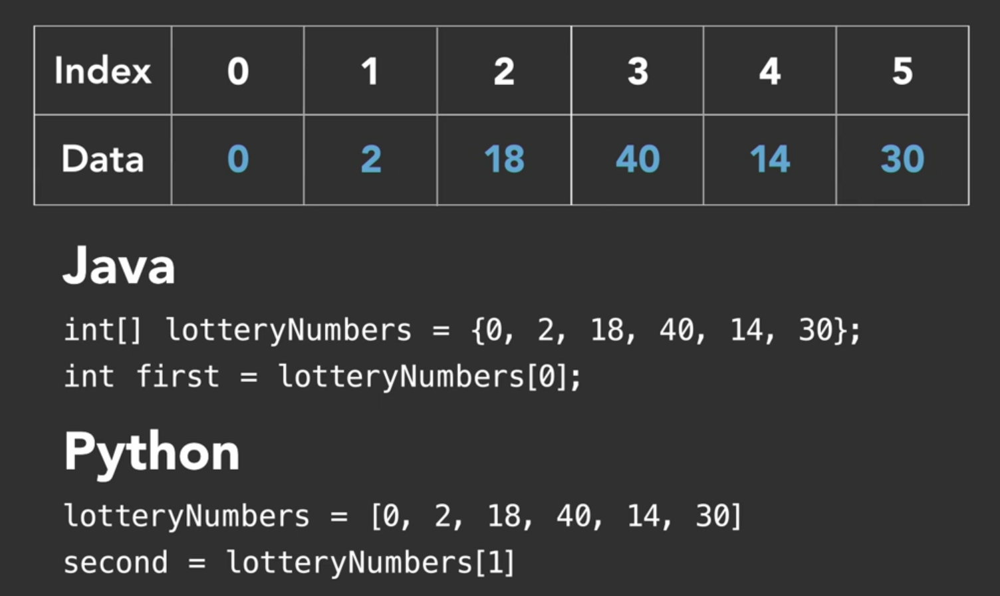 Index 0 1 2 3 4 5
Data 0 2 18 40 14 30
Java
int[] lotteryNumbers = {0, 2, 18, 40, 14, 30};
int first = lotteryNumbers[0];
Python
lotteryNumbers = [0, 2, 18, 40, 14, 30]
second = lotteryNumbers[1]